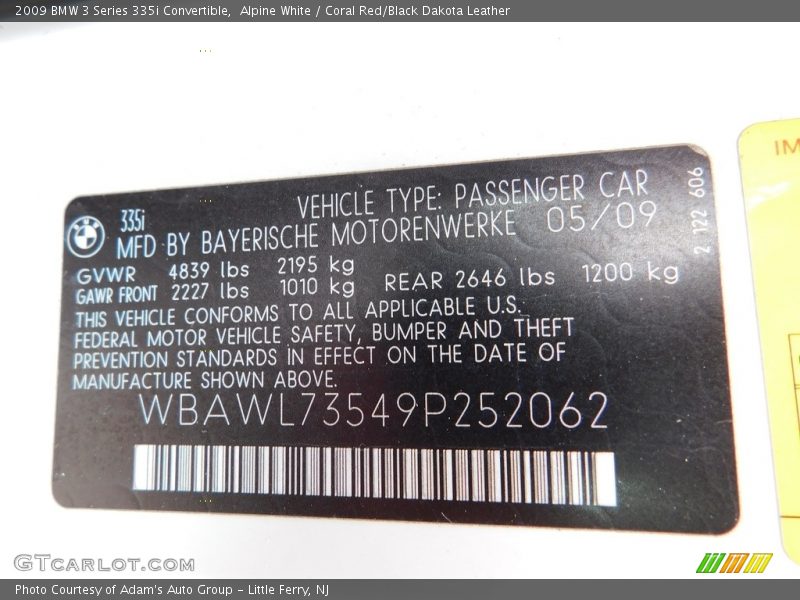 2009 BMW 3 Series 335i Convertible,  Alpine White / Coral Red/Black Dakota Leather
335i VEHICLE TYPE: PASSENGER CAR
MFD BY BAYERISCHE MOTORENWERKE 05/09
GVWR 4839 lbs 2195 kg
GAWR FRONT 2227 lbs 1010 kg REAR 2646 lbs 1200 kg
THIS VEHICLE CONFORMS TO ALL APPLICABLE U.S.
FEDERAL MOTOR VEHICLE SAFETY, BUMPER AND THEFT
PREVENTION STANDARDS IN EFFECT ON THE DATE OF
MANUFACTURE SHOWN ABOVE.
WBAWL73549P252062
2 122 606
IM
GTCARLOT.COM
Photo Courtesy of Adam's Auto Group - Little Ferry, NJ